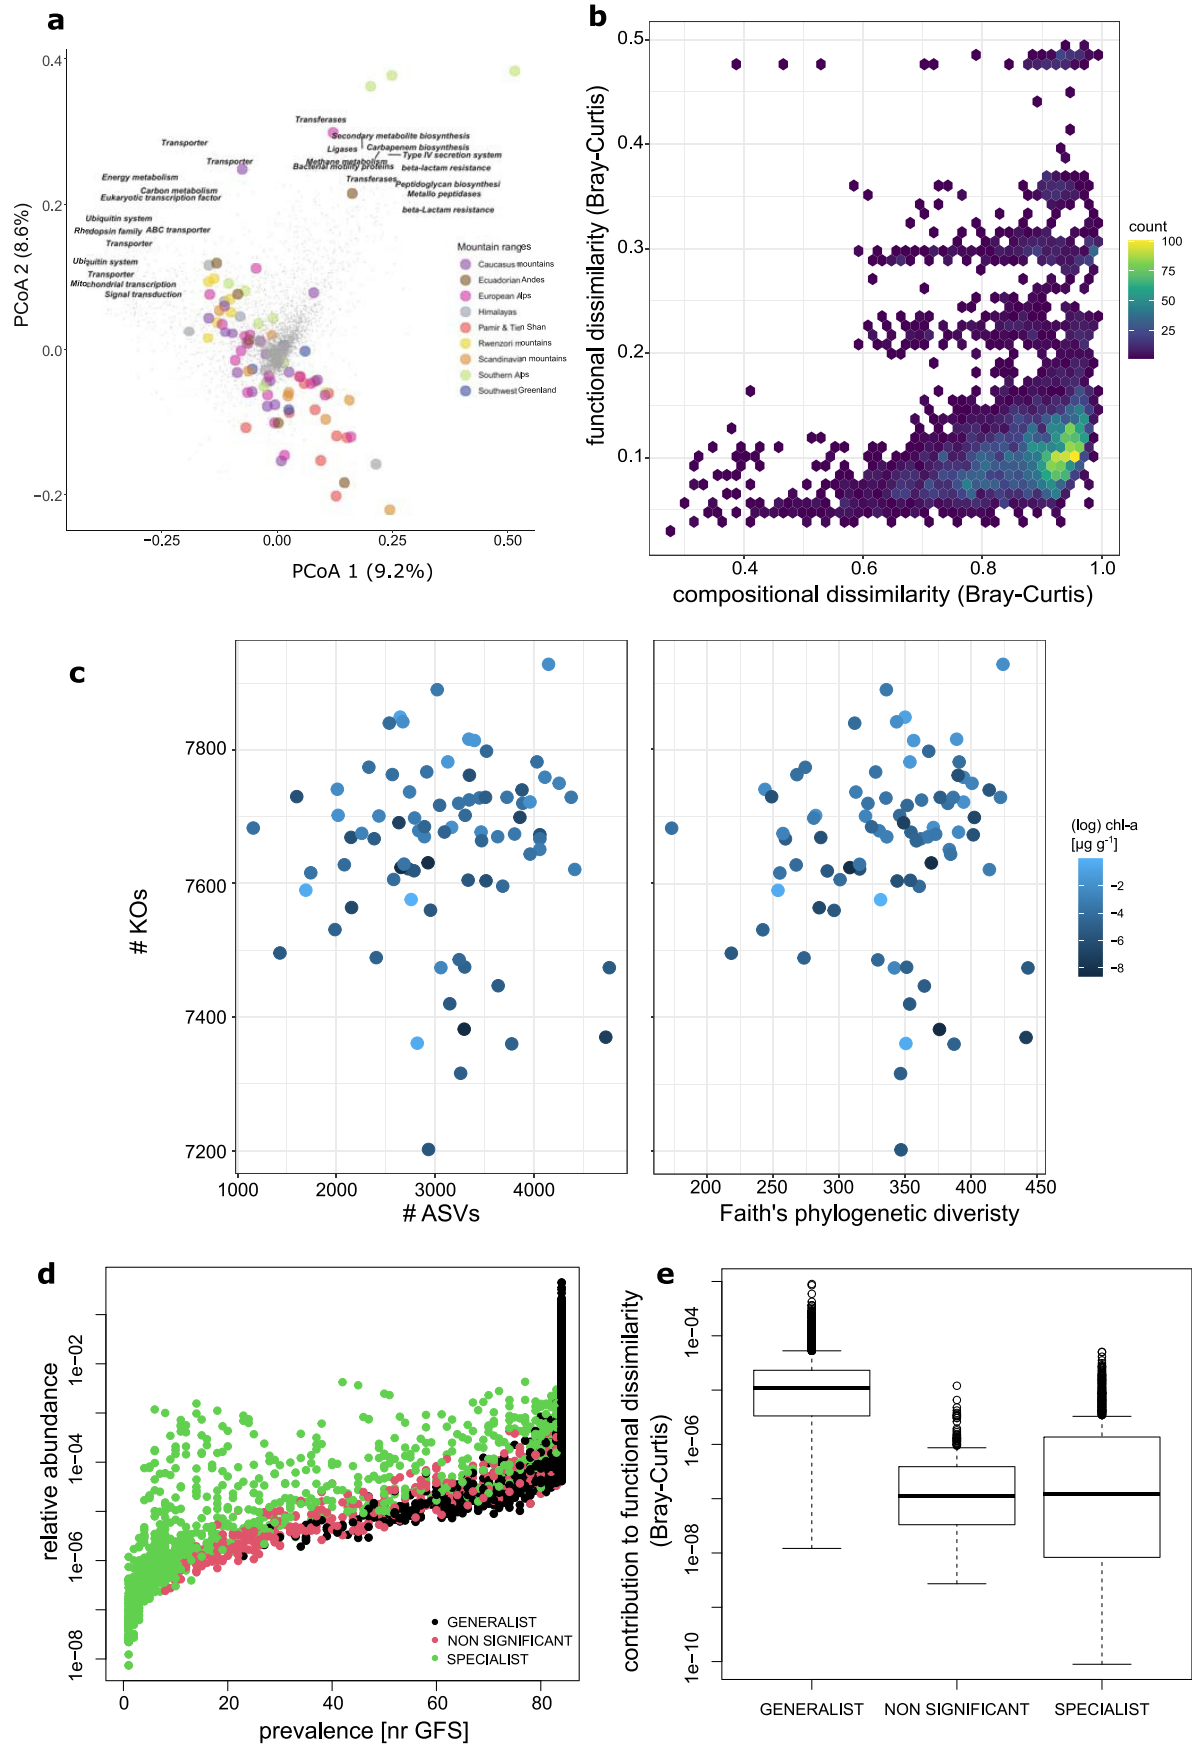 a
0.4
0.2
0.0
−0.2
PCoA 2 (8.6%)
−0.25
0.00
0.25
0.50
PCoA 1 (9.2%)
Transferases
Secondary metabolite biosynthesis
Transporter
Ligases
Carbapenem biosynthesis
Type IV secretion system
Transporter
Methane metabolism
Bacterial motility proteins
beta-lactam resistance
Energy metabolism
Transferases
Peptidoglycan biosynthesi
Carbon metabolism
Metallo peptidases
Eukaryotic transcription factor
beta-Lactam resistance
Ubiquitin system
Rhodopsin family
ABC transporter
Transporter
Ubiquitin system
Transporter
Mitochondrial transcription
Signal transduction
Mountain ranges
Caucasus mountains
Ecuadorian Andes
European Alps
Himalayas
Pamir & Tien Shan
Rwenzori mountains
Scandinavian mountains
Southern Alps
Southwest Greenland
b
0.5
0.4
0.3
0.2
0.1
functional dissimilarity (Bray-Curtis)
0.4
0.6
0.8
1.0
compositional dissimilarity (Bray-Curtis)
count
100
75
50
25
c
7800
7600
7400
7200
# KOs
1000
2000
3000
4000
# ASVs
200
250
300
350
400
450
Faith's phylogenetic diveristy
(log) chl-a
[µg g⁻¹]
−2
−4
−6
−8
d
1e−02
1e−04
1e−06
1e−08
relative abundance
0
20
40
60
80
prevalence [nr GFS]
GENERALIST
NON SIGNIFICANT
SPECIALIST
e
1e−04
1e−06
1e−08
1e−10
contribution to functional dissimilarity
(Bray-Curtis)
GENERALIST
NON SIGNIFICANT
SPECIALIST